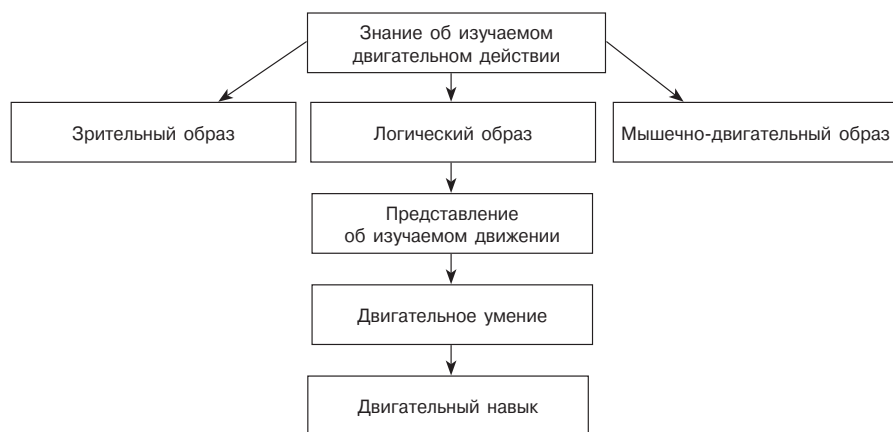 Знание об изучаемом
двигательном действии
Зрительный образ
Логический образ
Мышечно-двигательный образ
Представление
об изучаемом движении
Двигательное умение
Двигательный навык